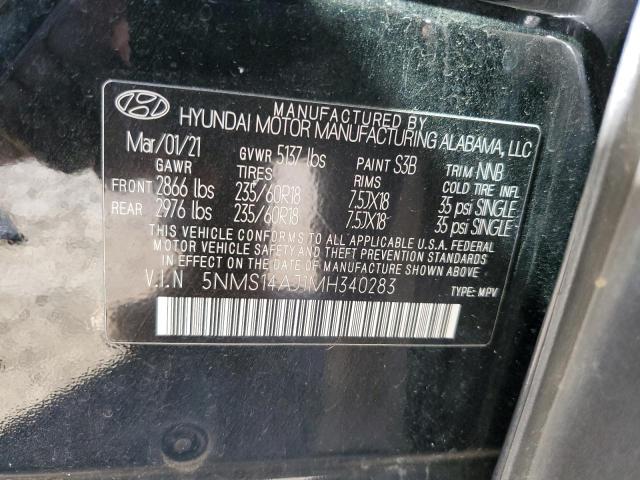 MANUFACTURED BY
HYUNDAI MOTOR MANUFACTURING ALABAMA, LLC
Mar/01/21 GVWR 5137 lbs PAINT S3B TRIM NNB
GAWR TIRES RIMS COLD TIRE INFL.
FRONT 2866 lbs 235/60R18 7.5JX18 35 psi SINGLE
REAR 2976 lbs 235/60R18 7.5JX18 35 psi SINGLE
THIS VEHICLE CONFORMS TO ALL APPLICABLE U.S.A. FEDERAL
MOTOR VEHICLE SAFETY AND THEFT PREVENTION STANDARDS
IN EFFECT ON THE DATE OF MANUFACTURE SHOWN ABOVE.
V.I.N 5NMS14AJ1MH340283 TYPE: MPV